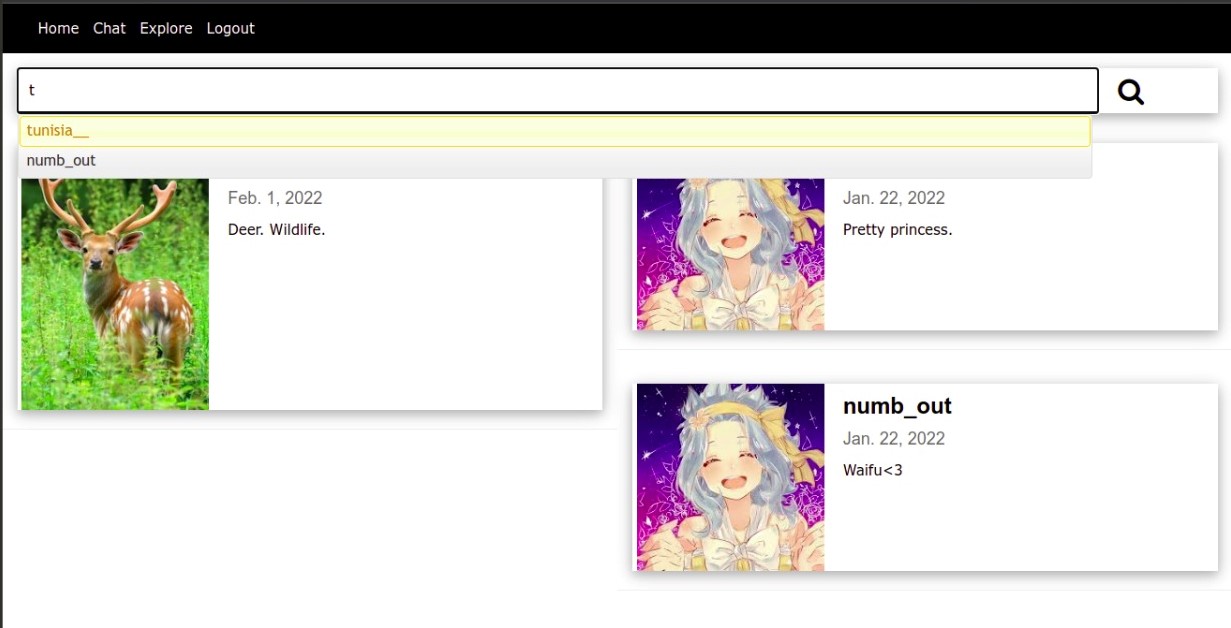 Home Chat Explore Logout
t
tunisia__
numb_out
Feb. 1, 2022
Deer. Wildlife.
Jan. 22, 2022
Pretty princess.
numb_out
Jan. 22, 2022
Waifu<3